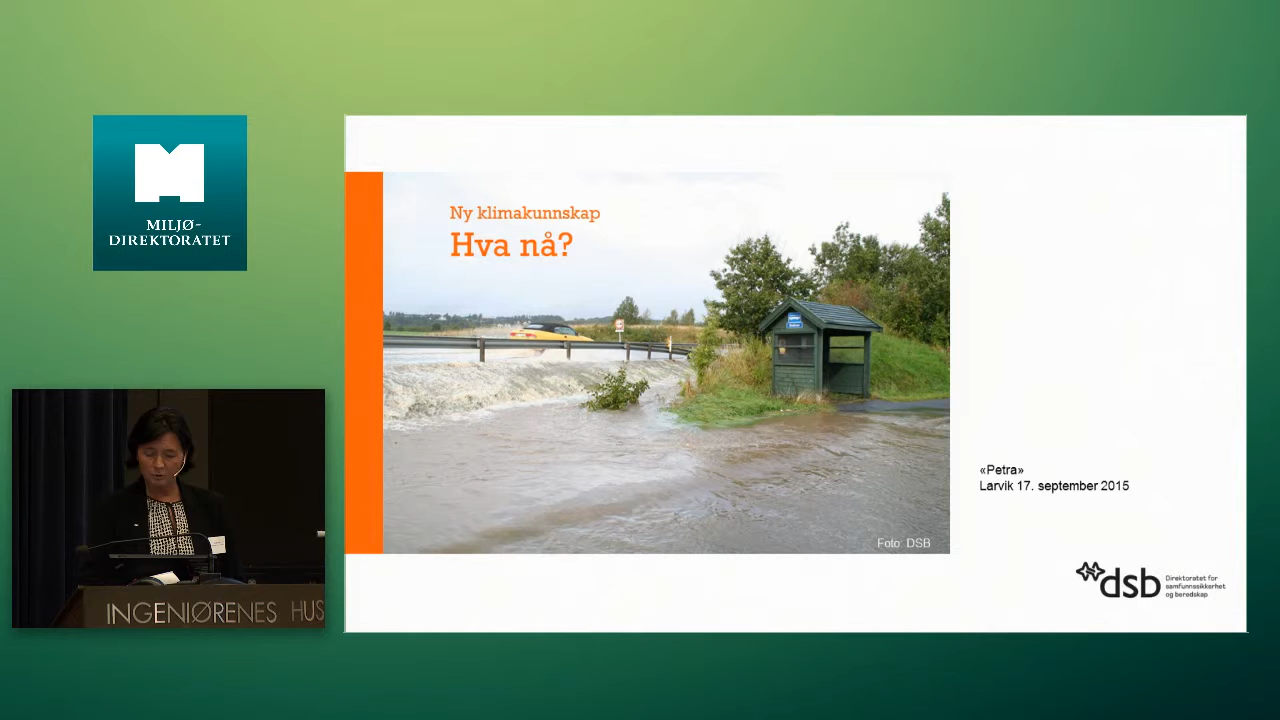 MILJØ-
DIREKTORATET
Ny klimakunnskap
Hva nå?
Foto: DSB
«Petra»
Larvik 17. september 2015
dsb
Direktoratet for
samfunnssikkerhet
og beredskap
INGENIØRENES HUS